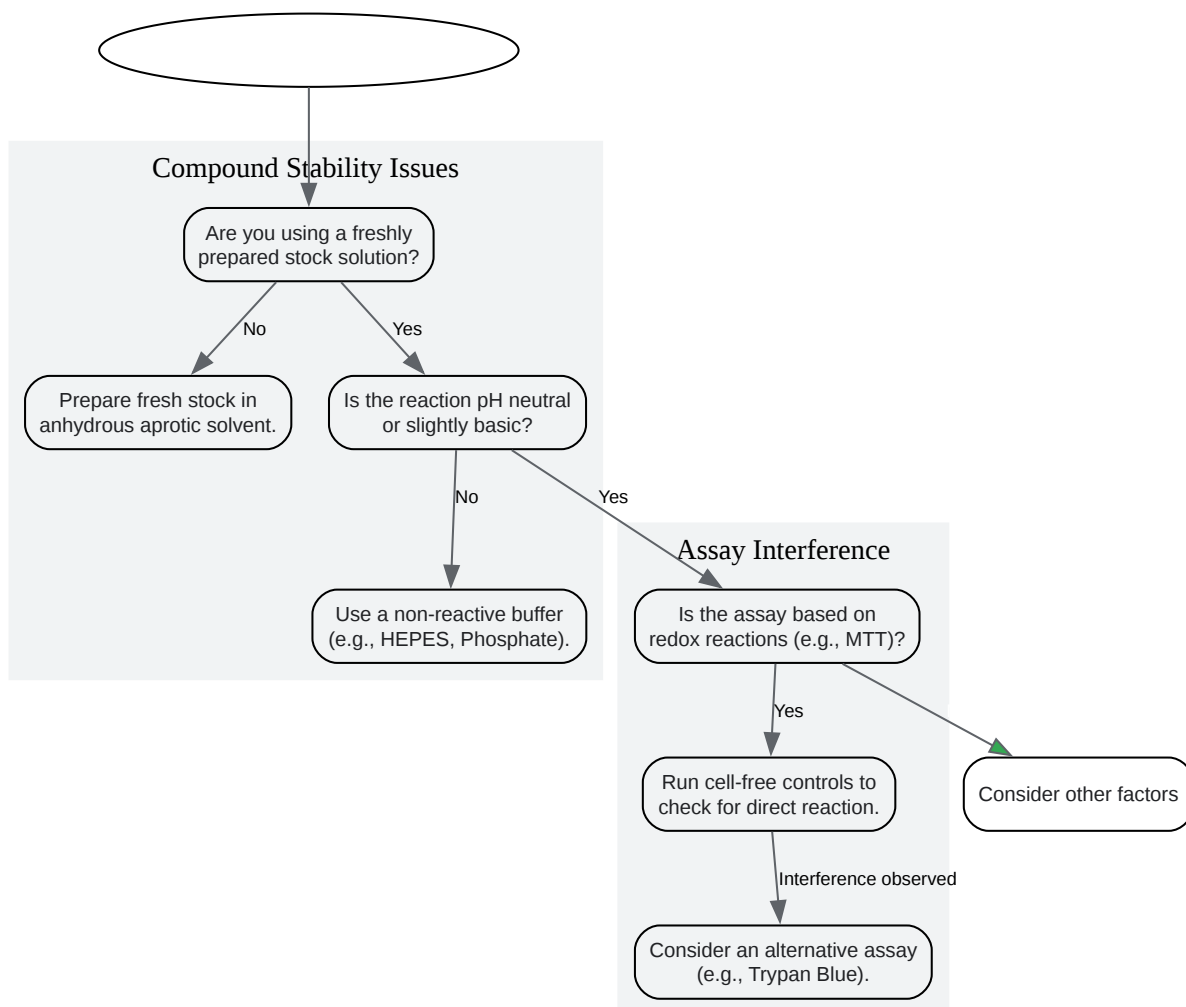 Compound Stability Issues
Are you using a freshly
prepared stock solution?
No
Yes
Prepare fresh stock in
anhydrous aprotic solvent.
Is the reaction pH neutral
or slightly basic?
No
Yes
Use a non-reactive buffer
(e.g., HEPES, Phosphate).
Assay Interference
Is the assay based on
redox reactions (e.g., MTT)?
Yes
Run cell-free controls to
check for direct reaction.
Consider other factors
Interference observed
Consider an alternative assay
(e.g., Trypan Blue).